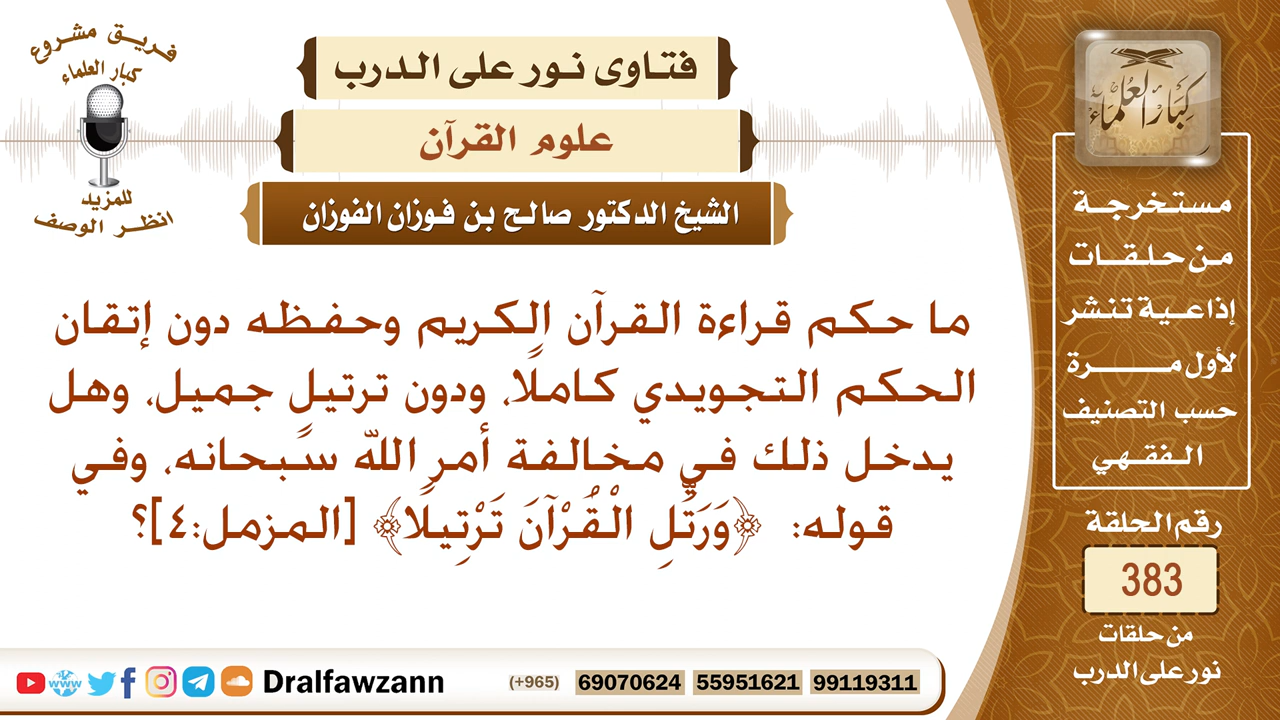 فريق مشروع
كبار العلماء
للمزيد
انظر الوصف
فتاوى نور على الدرب
علوم القرآن
الشيخ الدكتور صالح بن فوزان الفوزان
ما حكم قراءة القرآن الكريم وحفظه دون إتقان
الحكم التجويدي كاملًا، ودون ترتيلٍ جميل، وهل
يدخل ذلك في مخالفة أمر الله سبحانه، وفي
قوله: ﴿وَرَتِّلِ الْقُرْآنَ تَرْتِيلًا﴾ [المزمل:٤]؟
كبار العلماء
مستخرجة
من حلقات
إذاعية تنشر
لأول مرة
حسب التصنيف
الفقهي
رقم الحلقة
383
من حلقات
نور على الدرب
www Dralfawzann (+965) 69070624 55951621 99119311